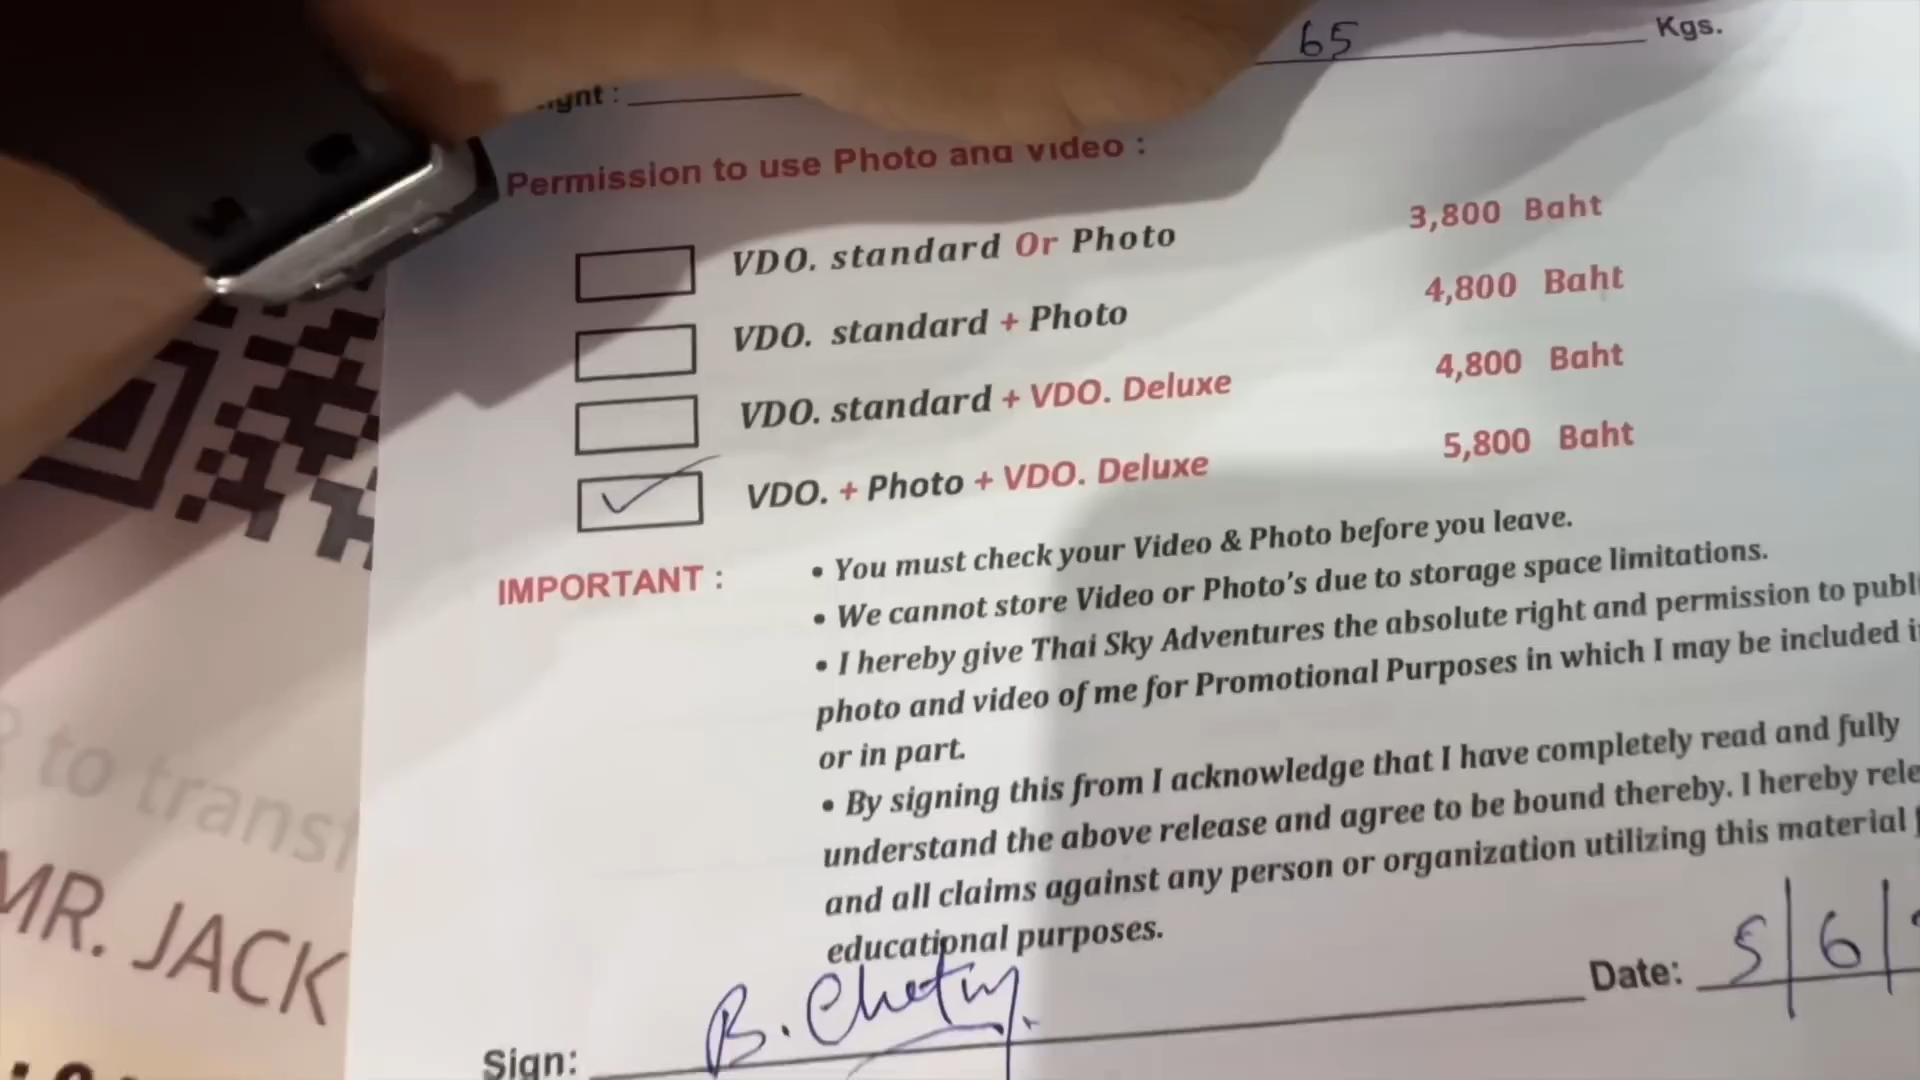 65 Kgs.
Permission to use Photo and video :
VDO. standard Or Photo 3,800 Baht
VDO. standard + Photo 4,800 Baht
VDO. standard + VDO. Deluxe 4,800 Baht
VDO. + Photo + VDO. Deluxe 5,800 Baht
IMPORTANT : • You must check your Video & Photo before you leave.
• We cannot store Video or Photo's due to storage space limitations.
• I hereby give Thai Sky Adventures the absolute right and permission to publi
photo and video of me for Promotional Purposes in which I may be included i
or in part.
• By signing this from I acknowledge that I have completely read and fully
understand the above release and agree to be bound thereby. I hereby rele
and all claims against any person or organization utilizing this material
educational purposes.
Sign: Date: 5/6/
to transf
MR. JACK